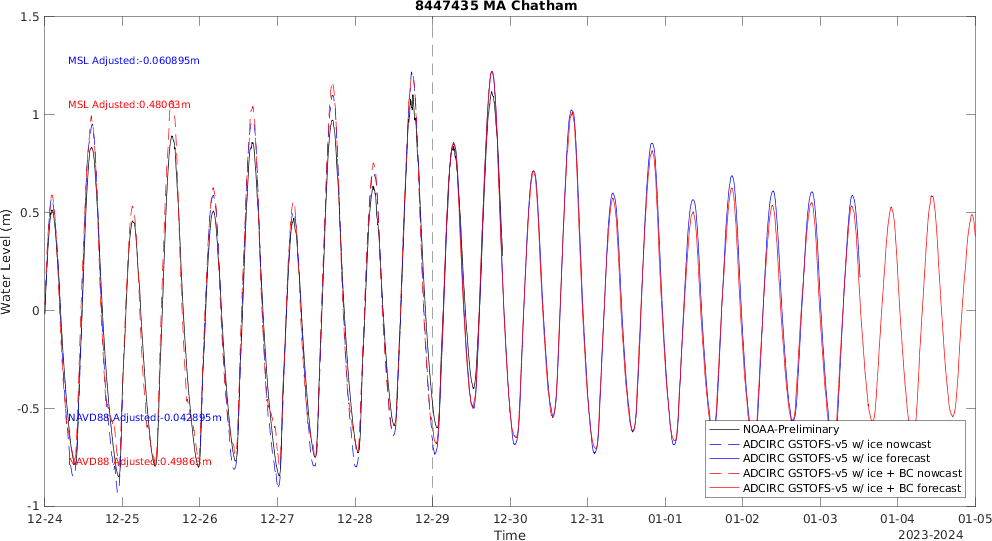 8447435 MA Chatham
1.5
1
0.5
0
-0.5
-1
Water Level (m)
MSL Adjusted:-0.060895m
MSL Adjusted:0.48063m
NAVD88 Adjusted:-0.042895m
NAVD88 Adjusted:0.49863m
NOAA-Preliminary
ADCIRC GSTOFS-v5 w/ ice nowcast
ADCIRC GSTOFS-v5 w/ ice forecast
ADCIRC GSTOFS-v5 w/ ice + BC nowcast
ADCIRC GSTOFS-v5 w/ ice + BC forecast
12-24 12-25 12-26 12-27 12-28 12-29 12-30 12-31 01-01 01-02 01-03 01-04 01-05
Time
2023-2024